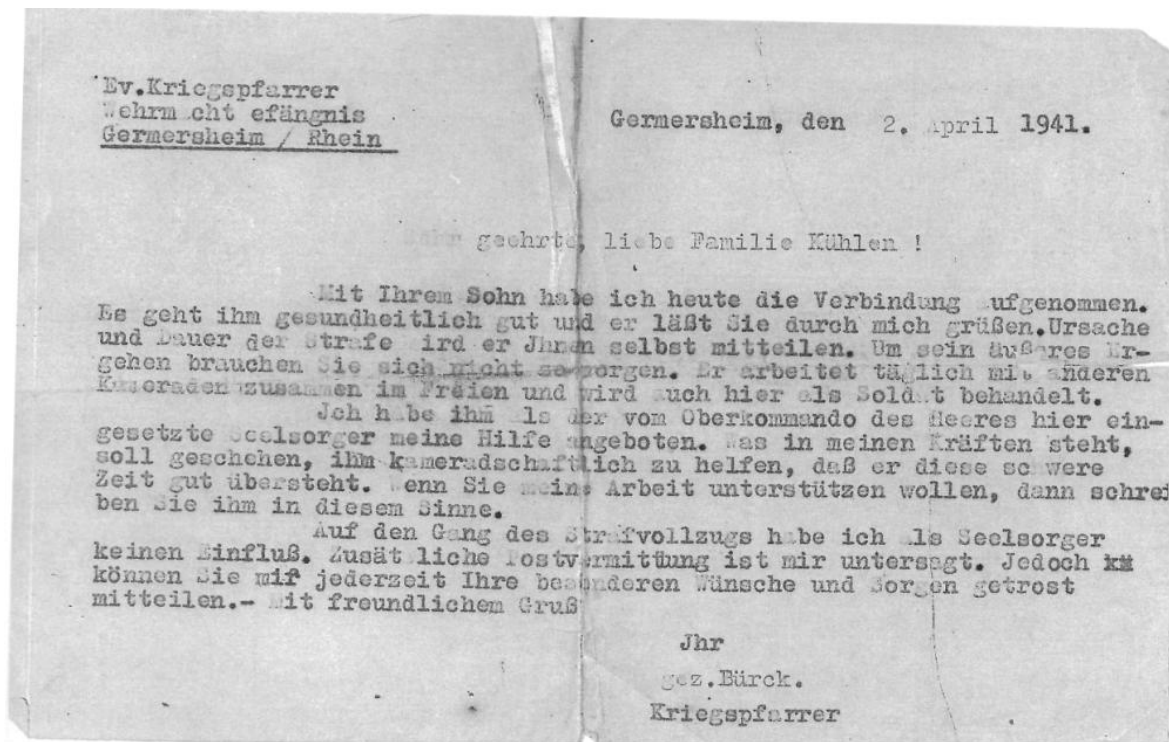 Ev.Kriegspfarrer
Wehrmachtgefängnis
Germersheim / Rhein
Germersheim, den 2. April 1941.
Sehr geehrte, liebe Familie Kühlen !
Mit Ihrem Sohn habe ich heute die Verbindung aufgenommen.
Es geht ihm gesundheitlich gut und er läßt Sie durch mich grüßen.Ursache
und Dauer der Strafe wird er Jhnen selbst mitteilen. Um sein äußeres Er-
gehen brauchen Sie sich nicht so sorgen. Er arbeitet täglich mit anderen
Kameraden zusammen im Freien und wird auch hier als Soldat behandelt.
Jch habe ihm als der vom Oberkommando des Heeres hier ein-
gesetzte Seelsorger meine Hilfe angeboten. Was in meinen Kräften steht,
soll geschehen, ihm kameradschaftlich zu helfen, daß er diese schwere
Zeit gut übersteht. Wenn Sie meine Arbeit unterstützen wollen, dann schrei
ben Sie ihm in diesem Sinne.
Auf den Gang des Strafvollzugs habe ich als Seelsorger
keinen Einfluß. Zusätzliche Postvermittung ist mir untersagt. Jedoch
können Sie mir jederzeit Ihre besonderen Wünsche und Sorgen getrost
mitteilen.- Mit freundlichem Gruß
Jhr
gez.Bürck.
Kriegspfarrer